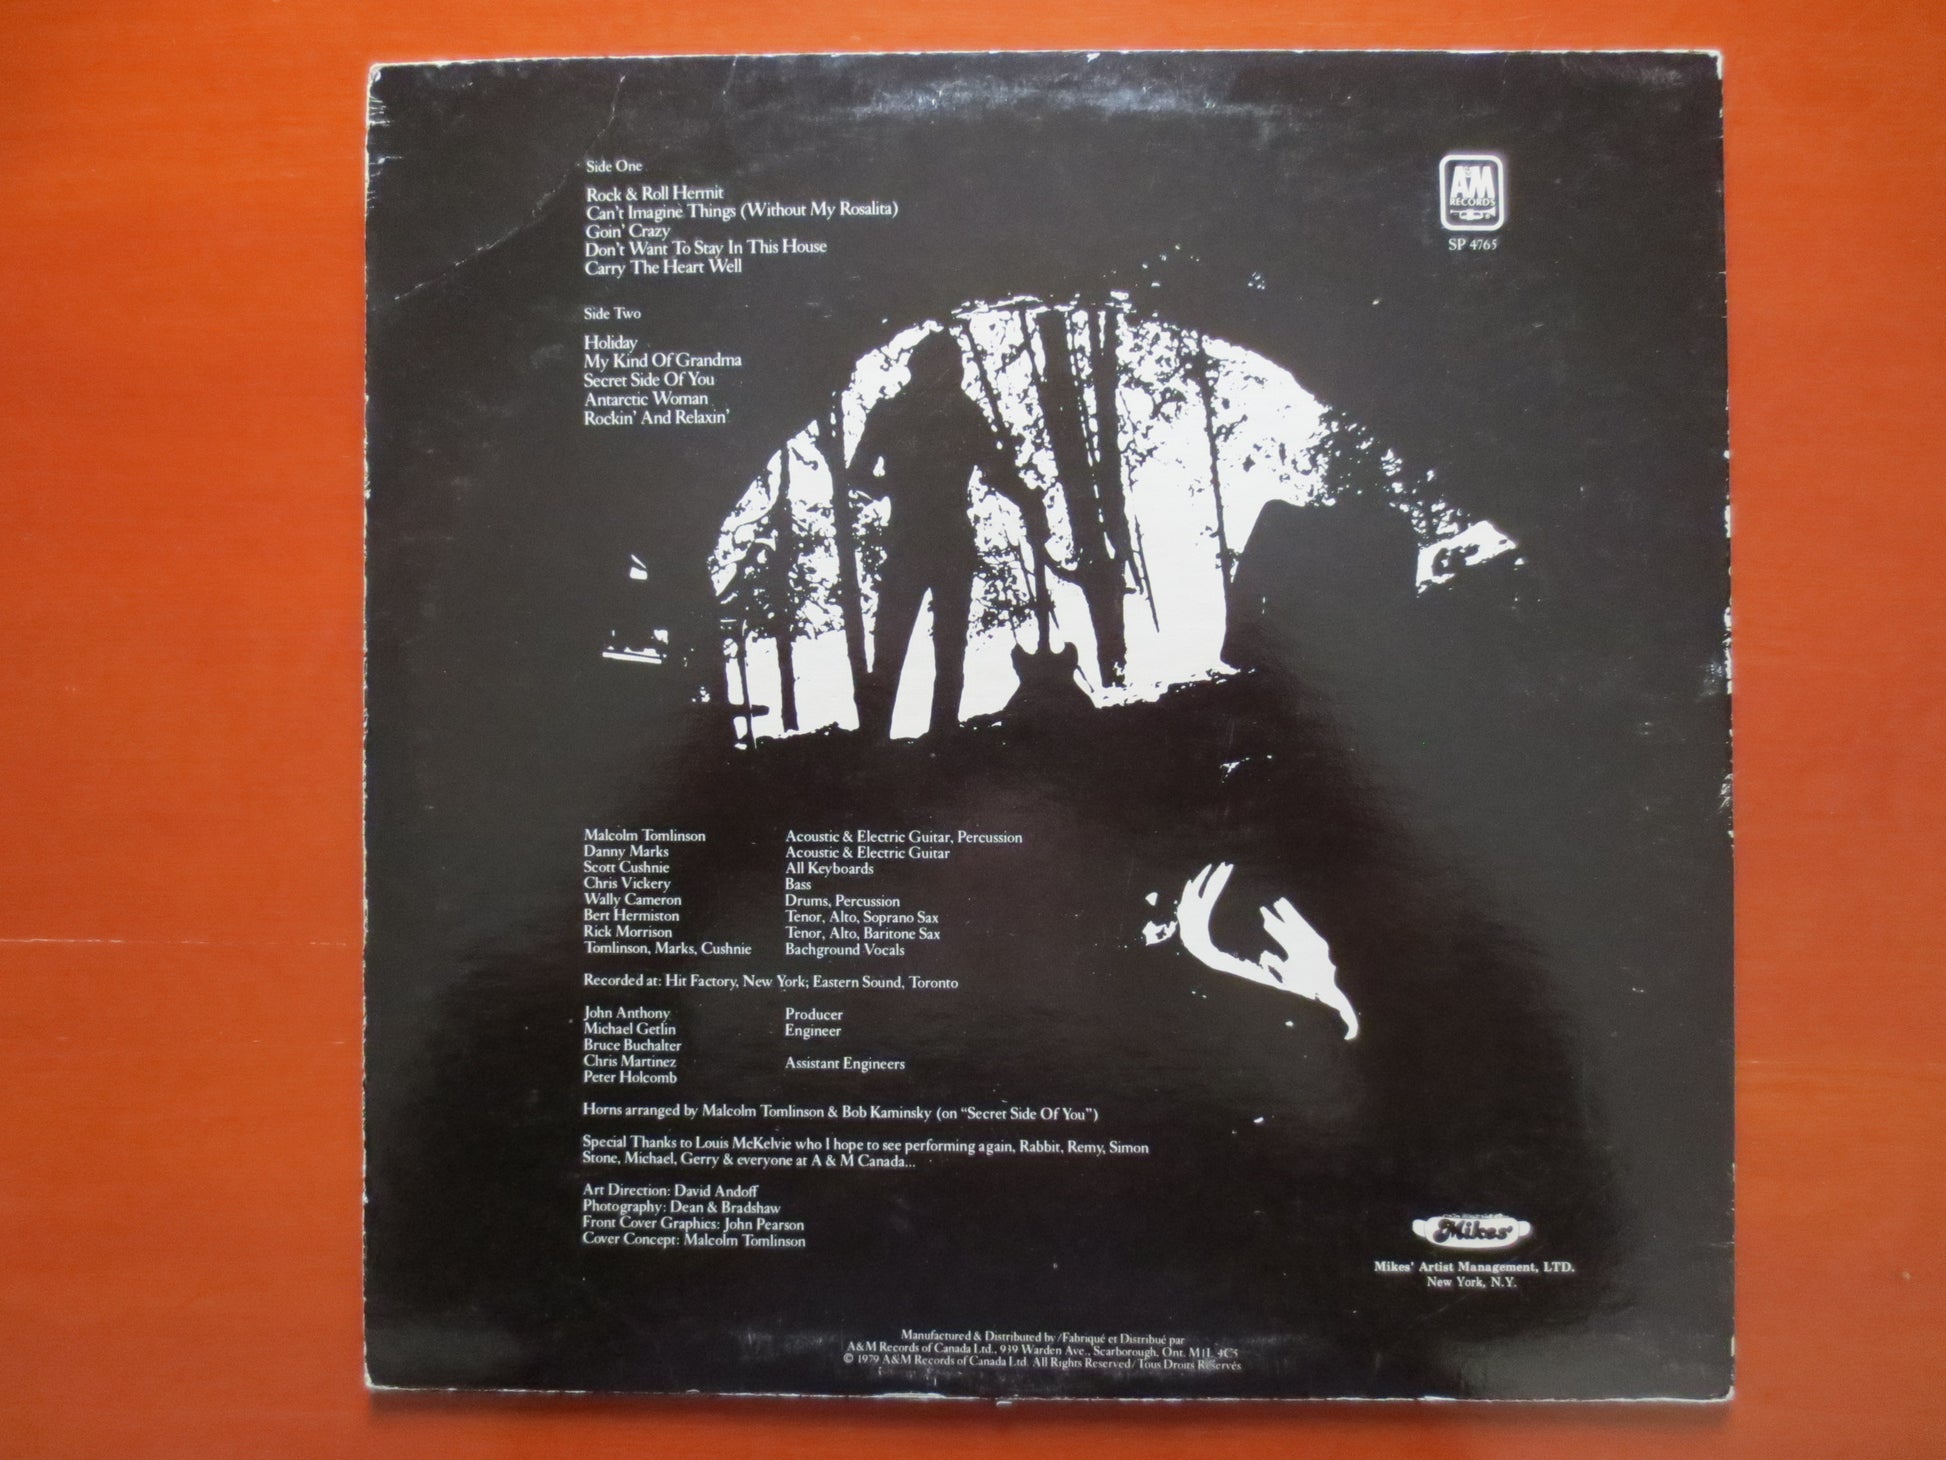 Side One
Rock & Roll Hermit
Can't Imagine Things (Without My Rosalita)
Goin' Crazy
Don't Want To Stay In This House
Carry The Heart Well
A&M
RECORDS
SP 4765
Side Two
Holiday
My Kind Of Grandma
Secret Side Of You
Antarctic Woman
Rockin' And Relaxin'
Malcolm Tomlinson Acoustic & Electric Guitar, Percussion
Danny Marks Acoustic & Electric Guitar
Scott Cushnie All Keyboards
Chris Vickery Bass
Wally Cameron Drums, Percussion
Bert Hermiston Tenor, Alto, Soprano Sax
Rick Morrison Tenor, Alto, Baritone Sax
Tomlinson, Marks, Cushnie Bachground Vocals
Recorded at: Hit Factory, New York; Eastern Sound, Toronto
John Anthony Producer
Michael Getlin Engineer
Bruce Buchalter
Chris Martinez Assistant Engineers
Peter Holcomb
Horns arranged by Malcolm Tomlinson & Bob Kaminsky (on "Secret Side Of You")
Special Thanks to Louis McKelvie who I hope to see performing again, Rabbit, Remy, Simon
Stone, Michael, Gerry & everyone at A & M Canada...
Art Direction: David Andoff
Photography: Dean & Bradshaw
Front Cover Graphics: John Pearson
Cover Concept: Malcolm Tomlinson
Mikes'
Mikes' Artist Management, LTD.
New York, N.Y.
Manufactured & Distributed by /Fabriqué et Distribué par
A&M Records of Canada Ltd., 939 Warden Ave., Scarborough, Ont. M1L 4C5
© 1979 A&M Records of Canada Ltd. All Rights Reserved/Tous Droits Réservés